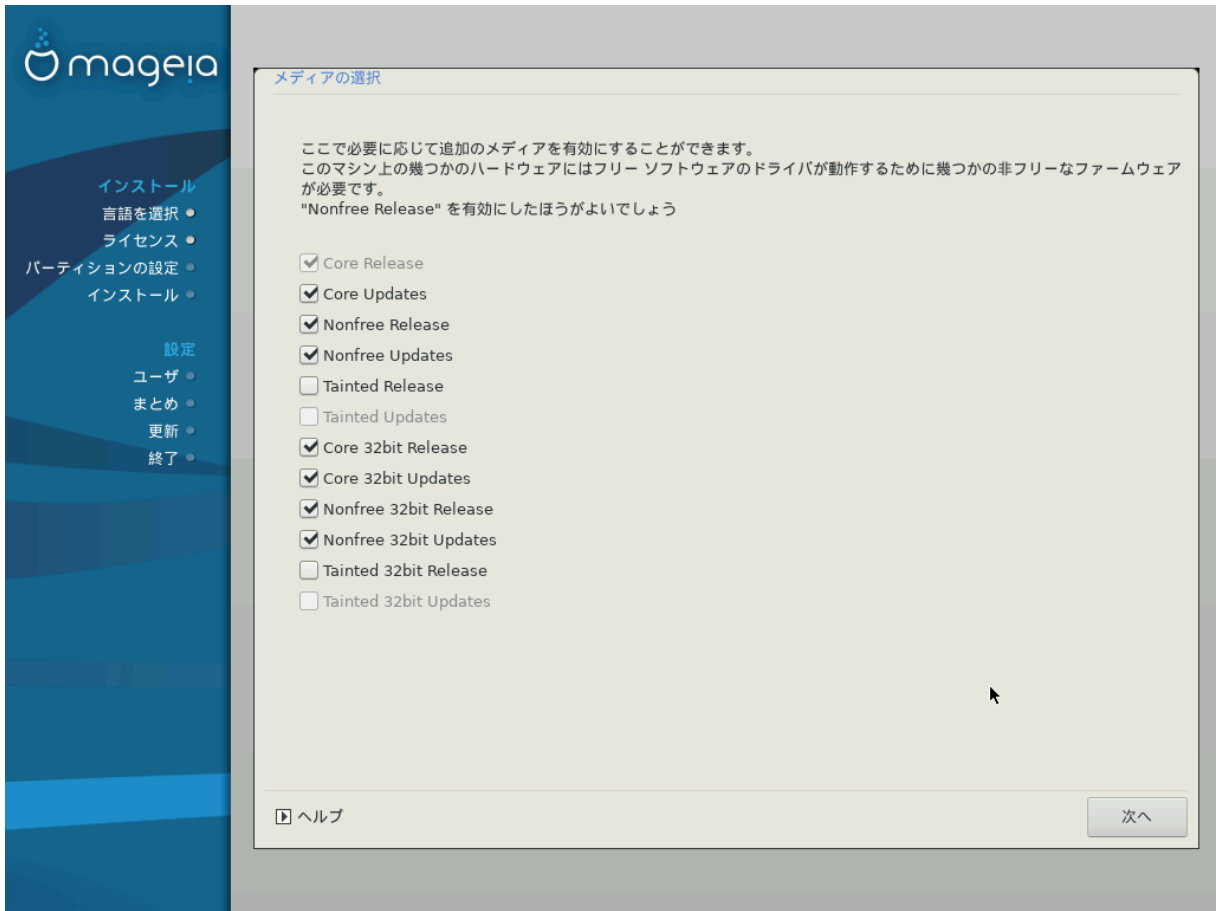 mageia
インストール
言語を選択
ライセンス
パーティションの設定
インストール
設定
ユーザ
まとめ
更新
終了
メディアの選択
ここで必要に応じて追加のメディアを有効にすることができます。
このマシン上の幾つかのハードウェアにはフリー ソフトウェアのドライバが動作するために幾つかの非フリーなファームウェア
が必要です。
"Nonfree Release" を有効にしたほうがよいでしょう
Core Release
Core Updates
Nonfree Release
Nonfree Updates
Tainted Release
Tainted Updates
Core 32bit Release
Core 32bit Updates
Nonfree 32bit Release
Nonfree 32bit Updates
Tainted 32bit Release
Tainted 32bit Updates
ヘルプ
次へ